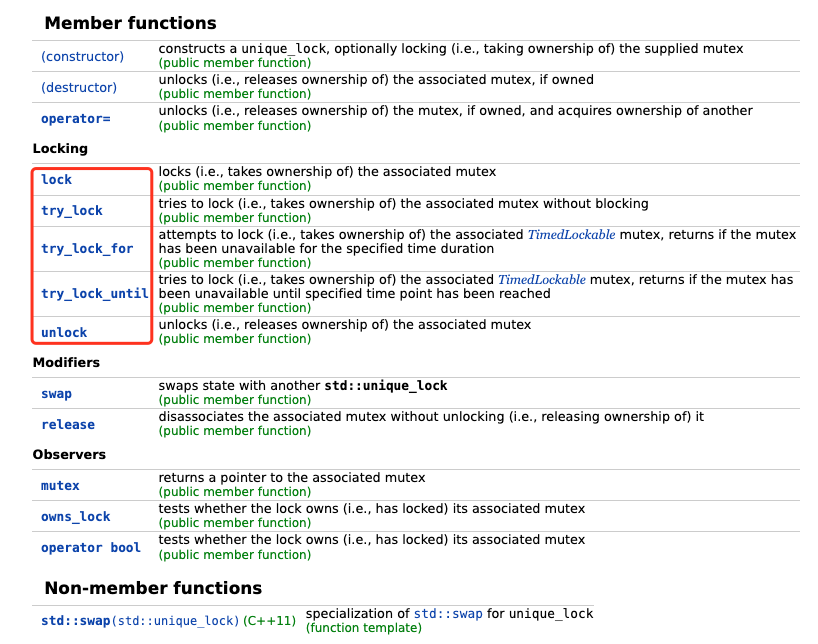 Member functions
(constructor) constructs a unique_lock, optionally locking (i.e., taking ownership of) the supplied mutex
(public member function)
(destructor) unlocks (i.e., releases ownership of) the associated mutex, if owned
(public member function)
operator= unlocks (i.e., releases ownership of) the mutex, if owned, and acquires ownership of another
(public member function)
Locking
lock locks (i.e., takes ownership of) the associated mutex
(public member function)
try_lock tries to lock (i.e., takes ownership of) the associated mutex without blocking
(public member function)
try_lock_for attempts to lock (i.e., takes ownership of) the associated TimedLockable mutex, returns if the mutex
has been unavailable for the specified time duration
(public member function)
try_lock_until tries to lock (i.e., takes ownership of) the associated TimedLockable mutex, returns if the mutex has
been unavailable until specified time point has been reached
(public member function)
unlock unlocks (i.e., releases ownership of) the associated mutex
(public member function)
Modifiers
swap swaps state with another std::unique_lock
(public member function)
release disassociates the associated mutex without unlocking (i.e., releasing ownership of) it
(public member function)
Observers
mutex returns a pointer to the associated mutex
(public member function)
owns_lock tests whether the lock owns (i.e., has locked) its associated mutex
(public member function)
operator bool tests whether the lock owns (i.e., has locked) its associated mutex
(public member function)
Non-member functions
std::swap(std::unique_lock) (C++11) specialization of std::swap for unique_lock
(function template)